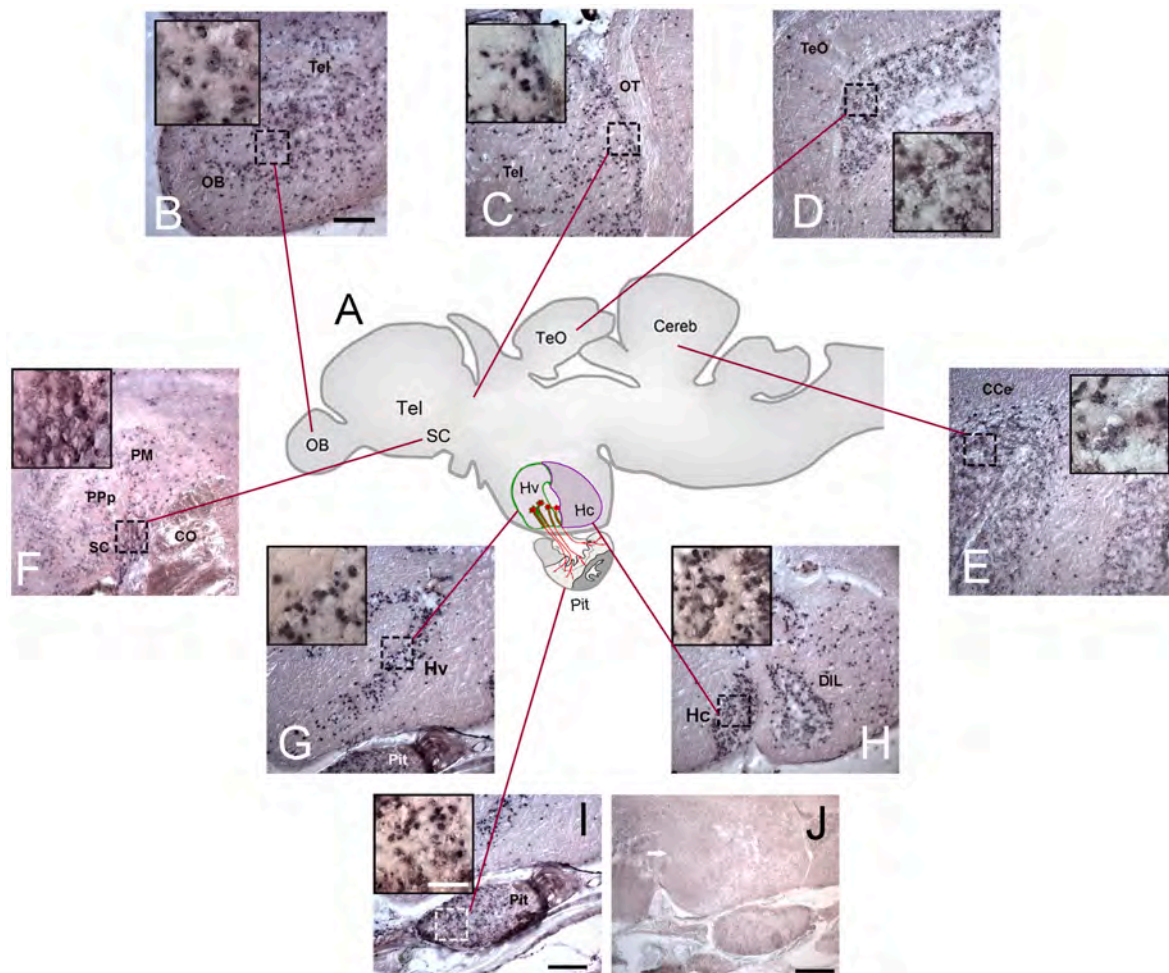 Tel
OB
B
OT
Tel
C
TeO
D
A
TeO
Cereb
Tel
SC
OB
Hv
Hc
Pit
PM
PPp
SC
CO
F
CCe
E
Hv
G
Pit
DIL
Hc
H
I
Pit
J